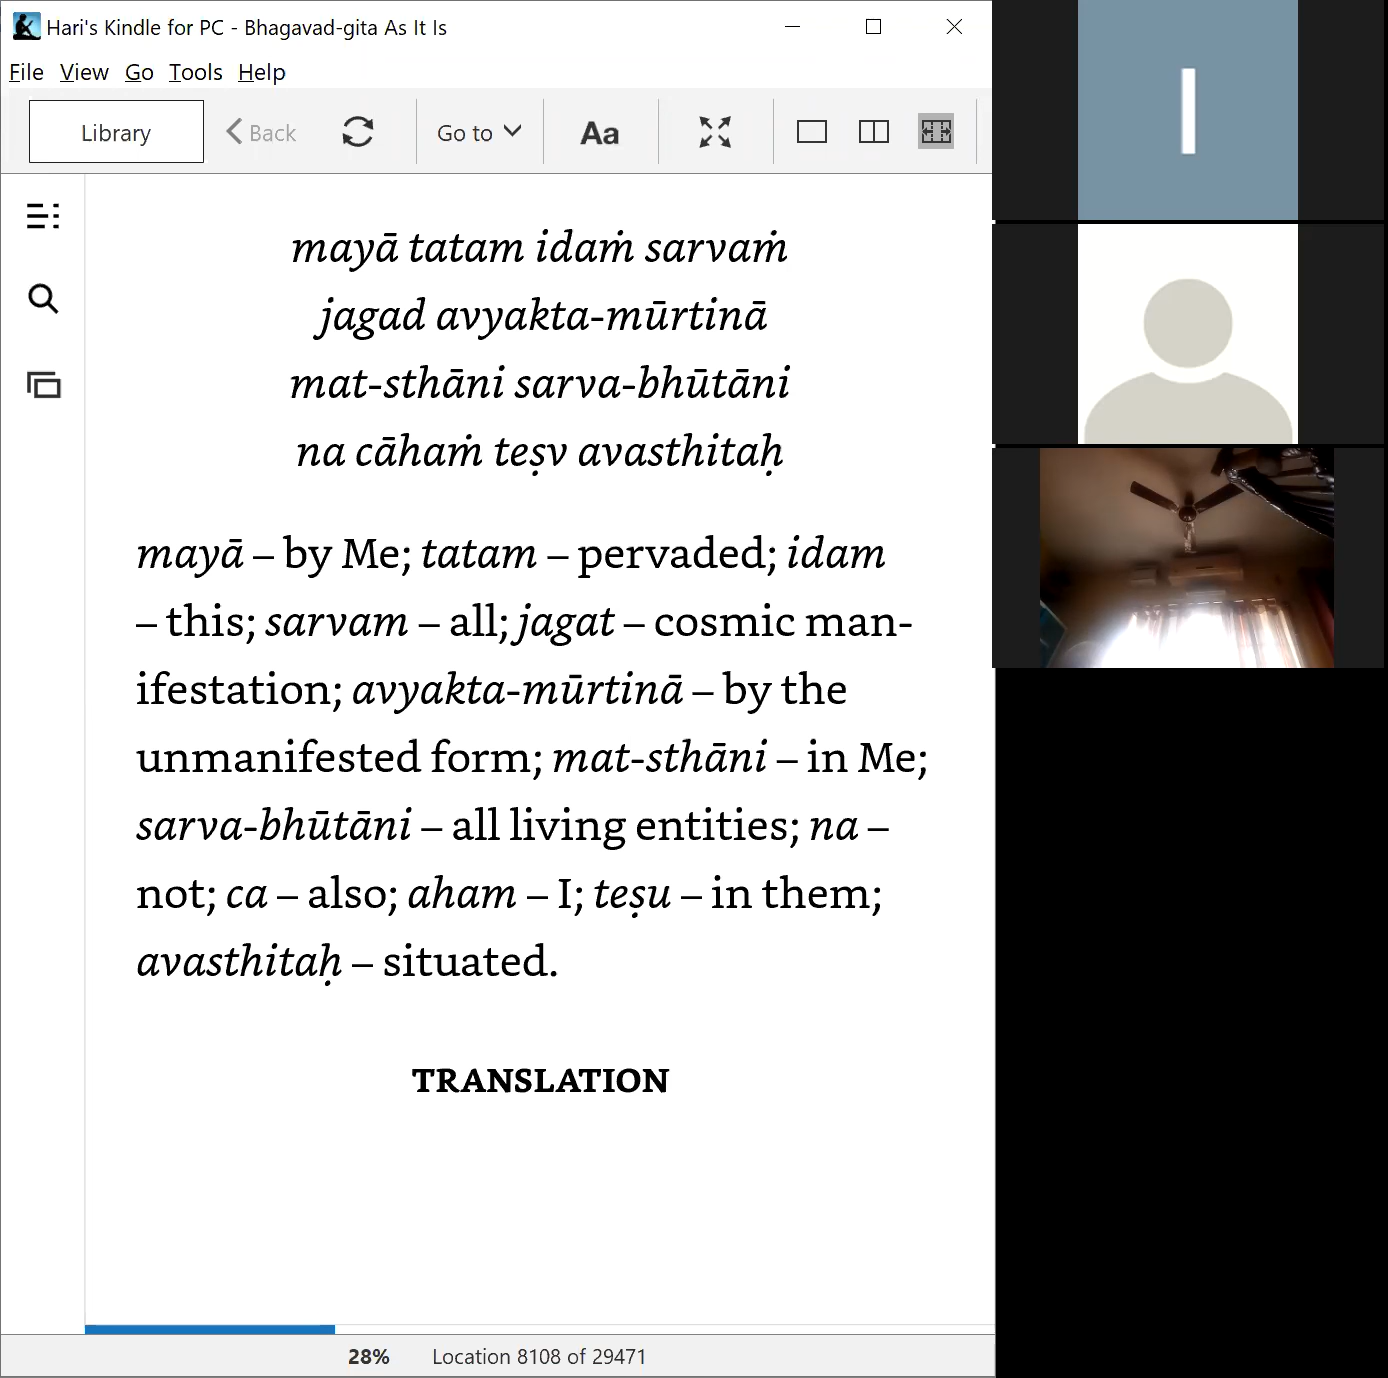 Hari's Kindle for PC - Bhagavad-gita As It Is
File View Go Tools Help
Library Back Go to Aa
mayā tatam idaṁ sarvaṁ
jagad avyakta-mūrtinā
mat-sthāni sarva-bhūtāni
na cāhaṁ teṣv avasthitaḥ
mayā – by Me; tatam – pervaded; idam
– this; sarvam – all; jagat – cosmic man-
ifestation; avyakta-mūrtinā – by the
unmanifested form; mat-sthāni – in Me;
sarva-bhūtāni – all living entities; na –
not; ca – also; aham – I; teṣu – in them;
avasthitaḥ – situated.
TRANSLATION
28% Location 8108 of 29471
I